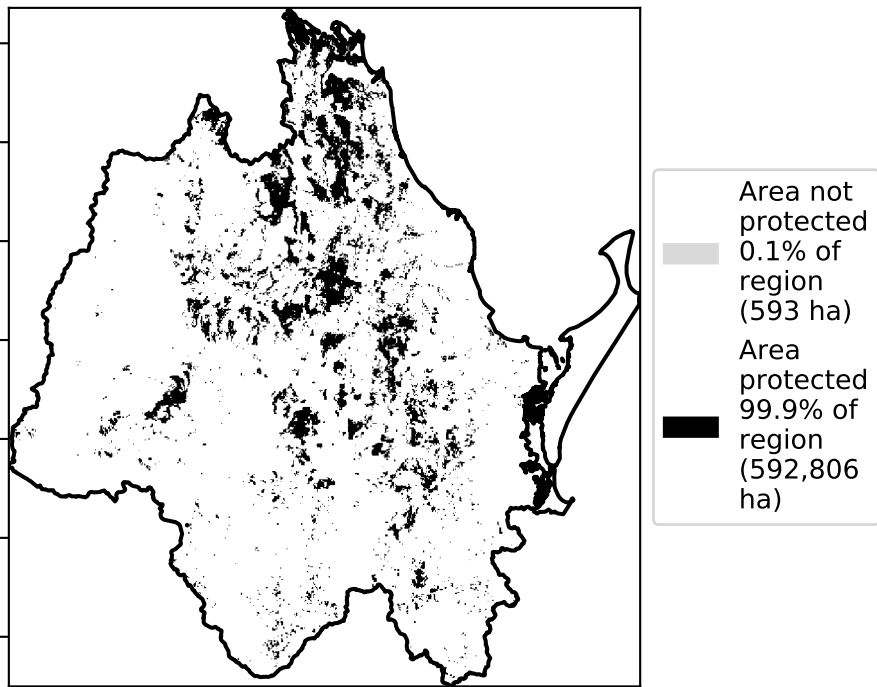 Area not
protected
0.1% of
region
(593 ha)
Area
protected
99.9% of
region
(592,806
ha)